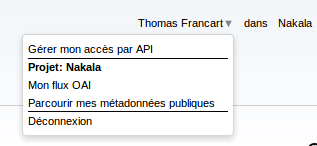 Thomas Francart▼ dans Nakala
Gérer mon accès par API
Projet: Nakala
Mon flux OAI
Parcourir mes métadonnées publiques
Déconnexion